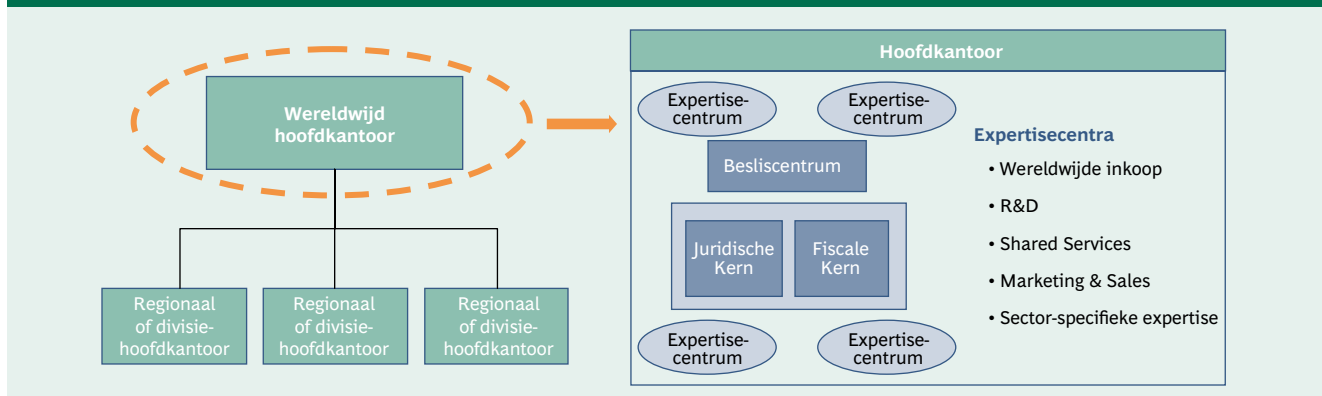 Wereldwijd
hoofdkantoor
Regionaal
of divisie-
hoofdkantoor
Regionaal
of divisie-
hoofdkantoor
Regionaal
of divisie-
hoofdkantoor
Hoofdkantoor
Expertise-
centrum
Expertise-
centrum
Besliscentrum
Juridische
Kern
Fiscale
Kern
Expertise-
centrum
Expertise-
centrum
Expertisecentra
• Wereldwijde inkoop
• R&D
• Shared Services
• Marketing & Sales
• Sector-specifieke expertise